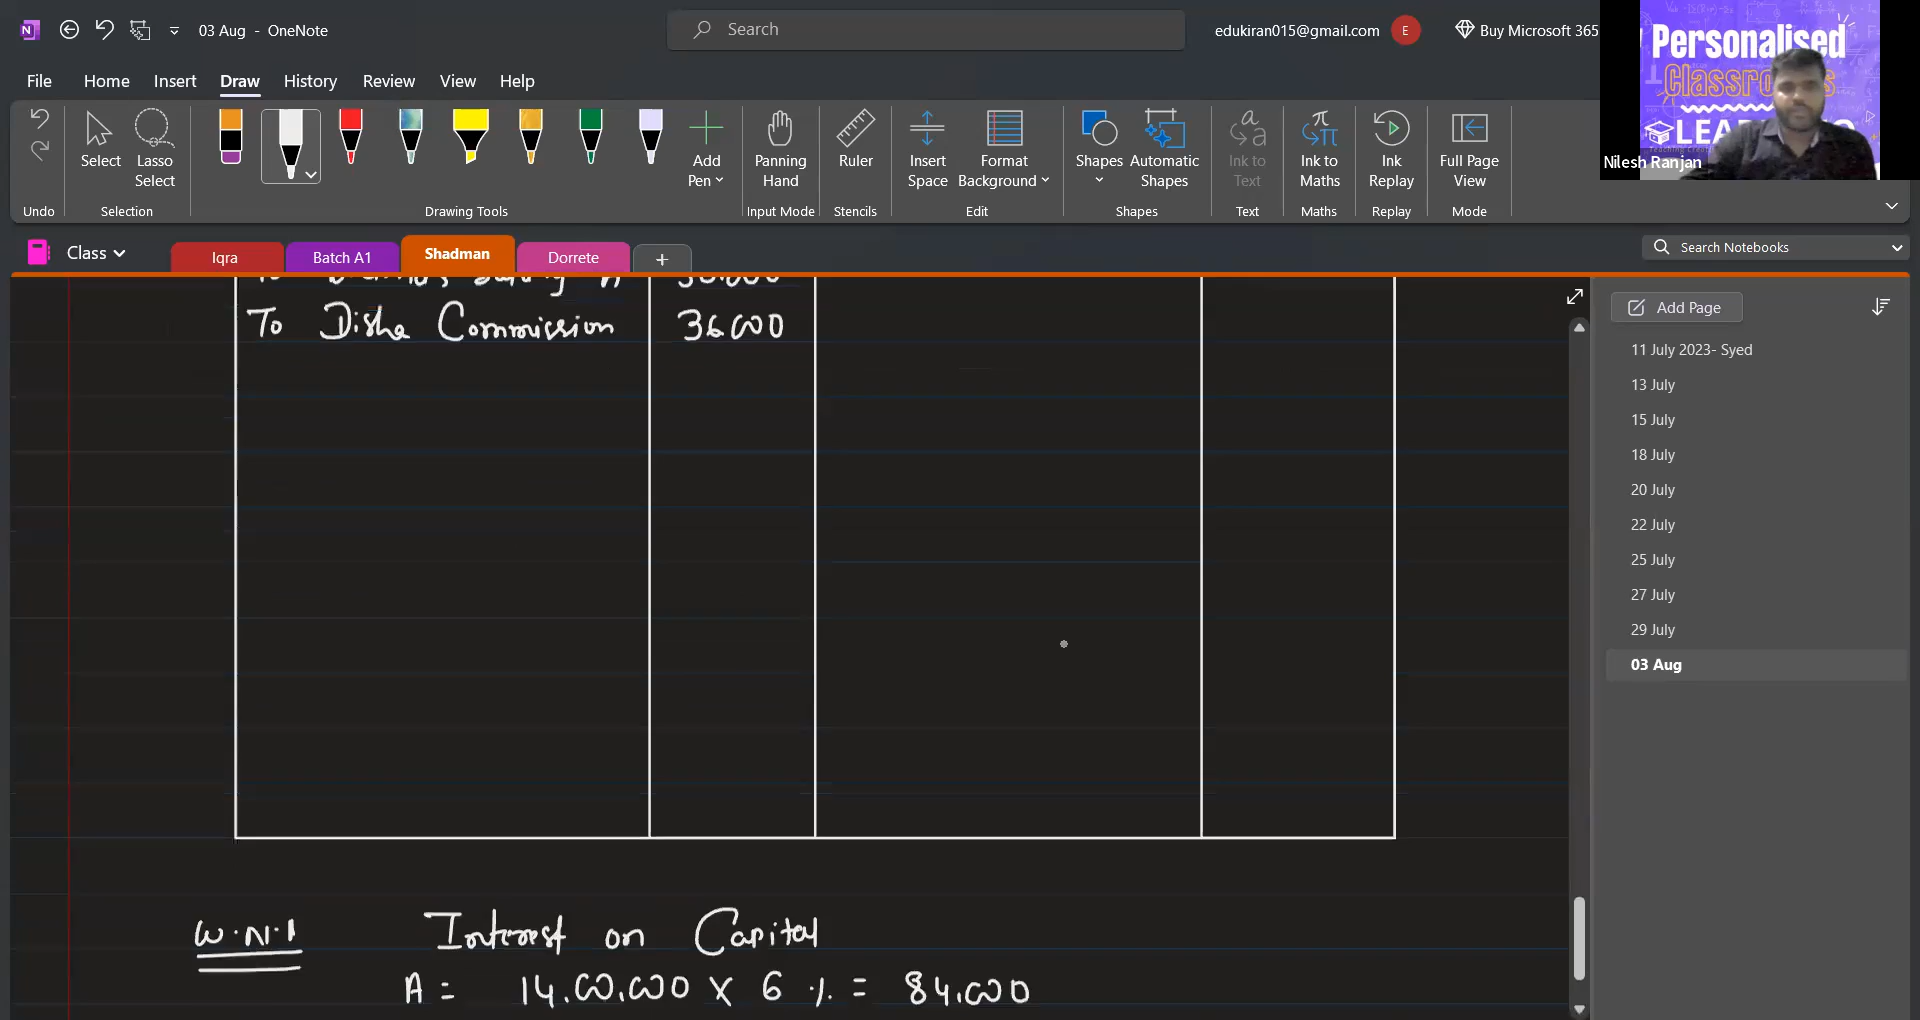 03 Aug - OneNote
Search
edukiran015@gmail.com
E
Buy Microsoft 365
Personalised
Classrooms
Nilesh Ranjan
File Home Insert Draw History Review View Help
Select
Lasso Select
Add Pen
Panning Hand
Ruler
Insert Space
Format Background
Shapes
Automatic Shapes
Ink to Text
Ink to Maths
Ink Replay
Full Page View
Undo
Selection
Drawing Tools
Input Mode
Stencils
Edit
Shapes
Text
Maths
Replay
Mode
Class
Iqra
Batch A1
Shadman
Dorrete
+
Search Notebooks
Add Page
11 July 2023- Syed
13 July
15 July
18 July
20 July
22 July
25 July
27 July
29 July
03 Aug
To Disha Commission 36000
W.N.1 Interest on Capital
A = 14,00,000 X 6 % = 84,000